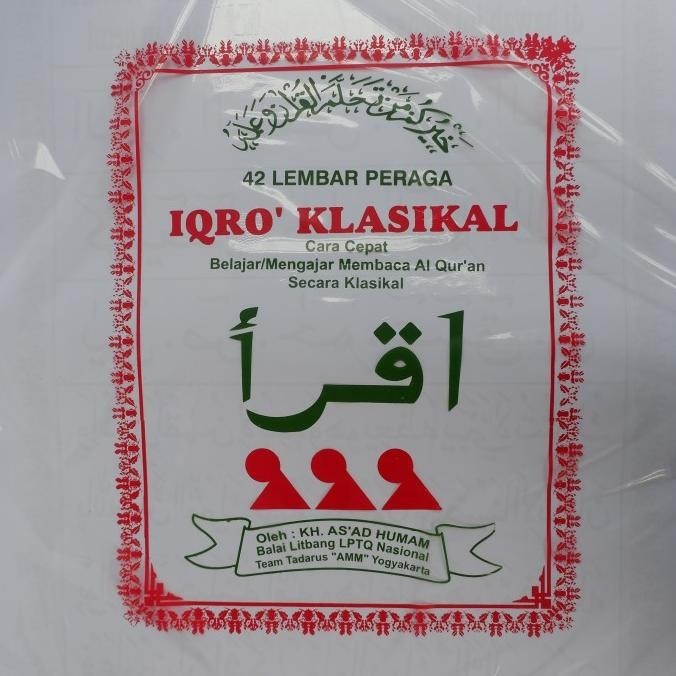 خيركم من تعلم القرآن وعلمه
42 LEMBAR PERAGA
IQRO' KLASIKAL
Cara Cepat
Belajar/Mengajar Membaca Al Qur'an
Secara Klasikal
اقرأ
Oleh : KH. AS'AD HUMAM
Balai Litbang LPTQ Nasional
Team Tadarus "AMM" Yogyakarta